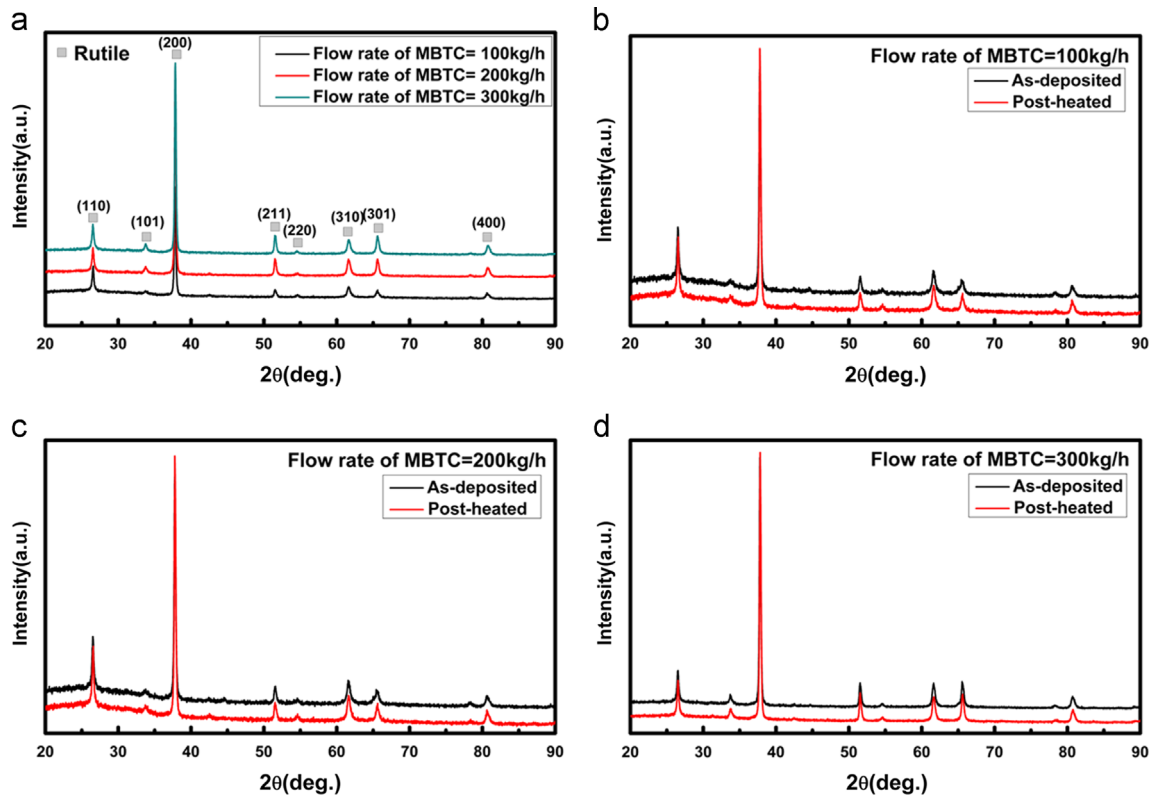 a
Rutile
Flow rate of MBTC= 100kg/h
Flow rate of MBTC= 200kg/h
Flow rate of MBTC= 300kg/h
(110)
(101)
(200)
(211)
(220)
(310)
(301)
(400)
Intensity(a.u.)
20 30 40 50 60 70 80 90
2θ(deg.)
b
Flow rate of MBTC=100kg/h
As-deposited
Post-heated
Intensity(a.u.)
20 30 40 50 60 70 80 90
2θ(deg.)
c
Flow rate of MBTC=200kg/h
As-deposited
Post-heated
Intensity(a.u.)
20 30 40 50 60 70 80 90
2θ(deg.)
d
Flow rate of MBTC=300kg/h
As-deposited
Post-heated
Intensity(a.u.)
20 30 40 50 60 70 80 90
2θ(deg.)